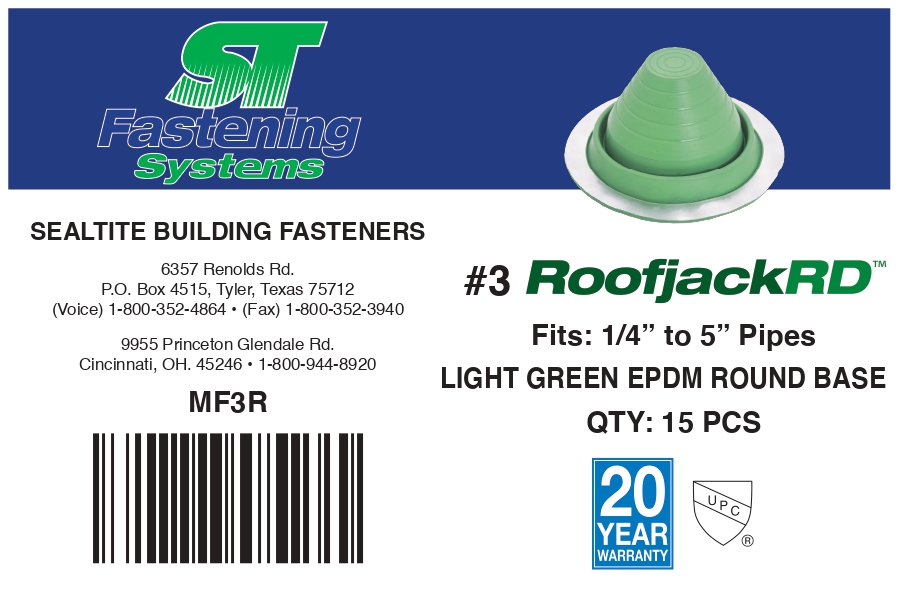 ST
Fastening
Systems
SEALTITE BUILDING FASTENERS
6357 Renolds Rd.
P.O. Box 4515, Tyler, Texas 75712
(Voice) 1-800-352-4864 • (Fax) 1-800-352-3940
9955 Princeton Glendale Rd.
Cincinnati, OH. 45246 • 1-800-944-8920
MF3R
#3 RoofjackRD™
Fits: 1/4” to 5” Pipes
LIGHT GREEN EPDM ROUND BASE
QTY: 15 PCS
20
YEAR
WARRANTY
UPC
®